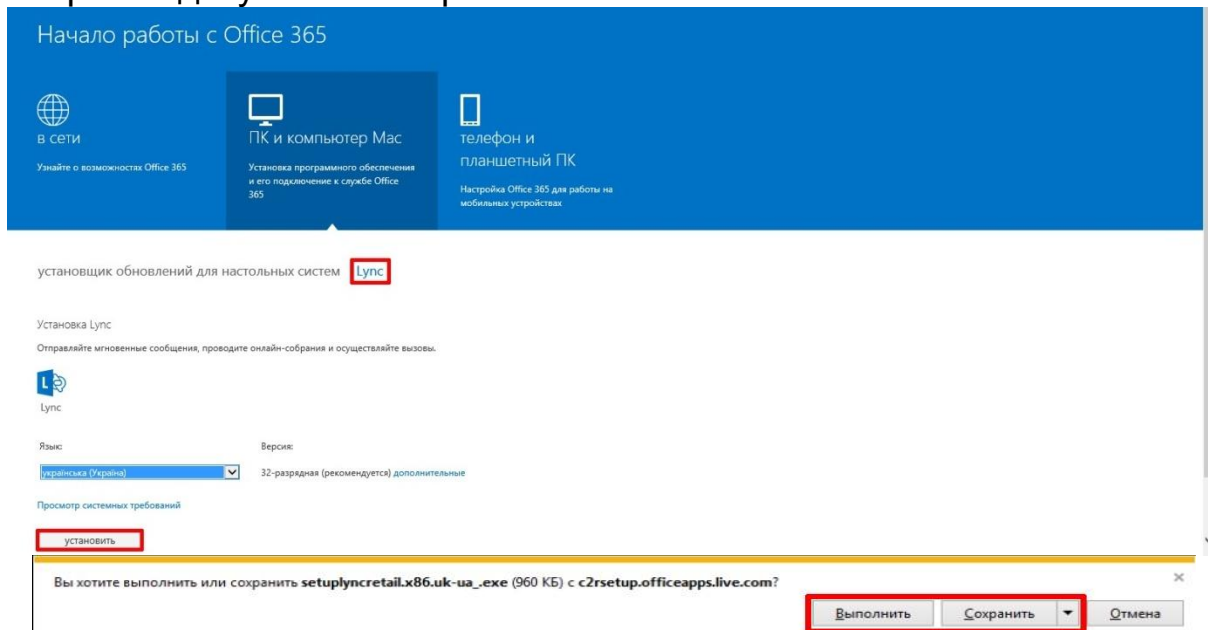 Начало работы с Office 365
в сети
Узнайте о возможностях Office 365
ПК и компьютер Mac
Установка программного обеспечения
и его подключение к службе Office
365
телефон и
планшетный ПК
Настройка Office 365 для работы на
мобильных устройствах
установщик обновлений для настольных систем Lync
Установка Lync
Отправляйте мгновенные сообщения, проводите онлайн-собрания и осуществляйте вызовы.
Lync
Язык: Версия:
українська (Україна) 32-разрядная (рекомендуется) дополнительные
Просмотр системных требований
установить
Вы хотите выполнить или сохранить setuplyncretail.x86.uk-ua_.exe (960 КБ) с c2rsetup.officeapps.live.com?
Выполнить Сохранить Отмена